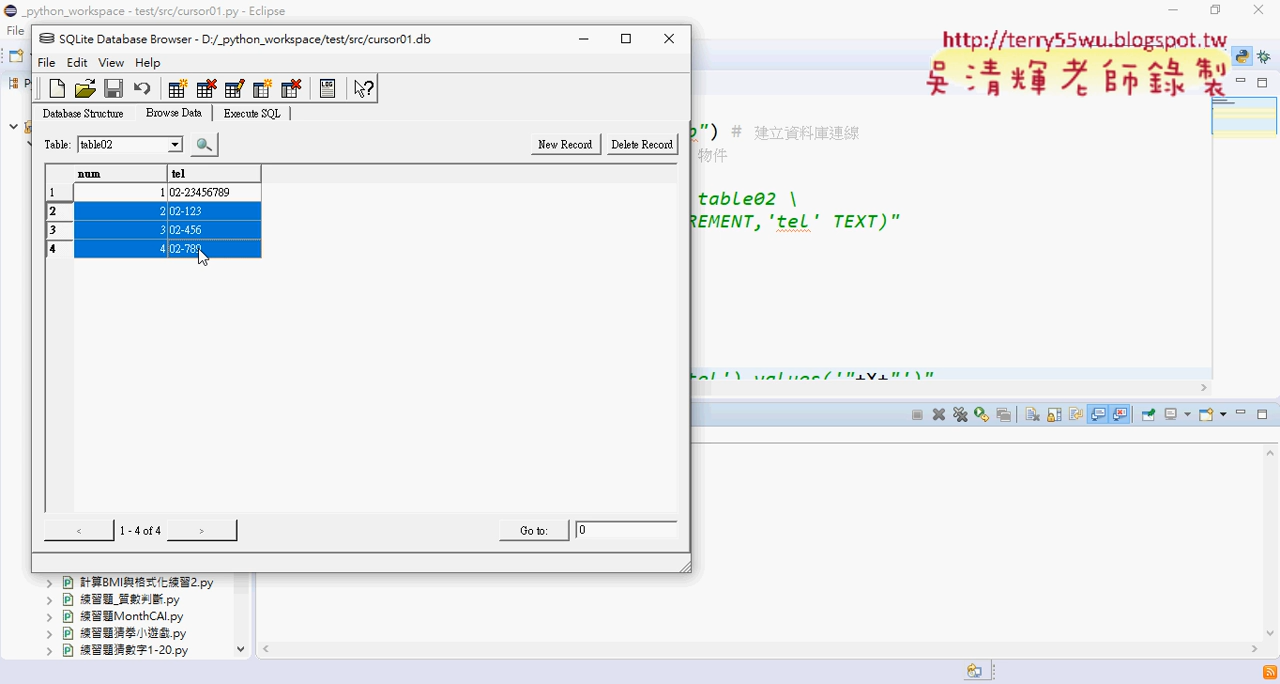 _python_workspace - test/src/cursor01.py - Eclipse
File
http://terry55wu.blogspot.tw
吳清輝老師錄製
SQLite Database Browser - D:/_python_workspace/test/src/cursor01.db
File Edit View Help
Database Structure Browse Data Execute SQL
Table: table02 New Record Delete Record
num tel
1 1 02-23456789
2 2 02-123
3 3 02-456
4 4 02-789
< 1 - 4 of 4 > Go to: 0
") # 建立資料庫連線
物件
table02 \
REMENT,'tel' TEXT)"
tel') values('"+X+"')"
計算BMI與格式化練習2.py
練習題_質數判斷.py
練習題MonthCAI.py
練習題猜拳小遊戲.py
練習題猜數字1-20.py